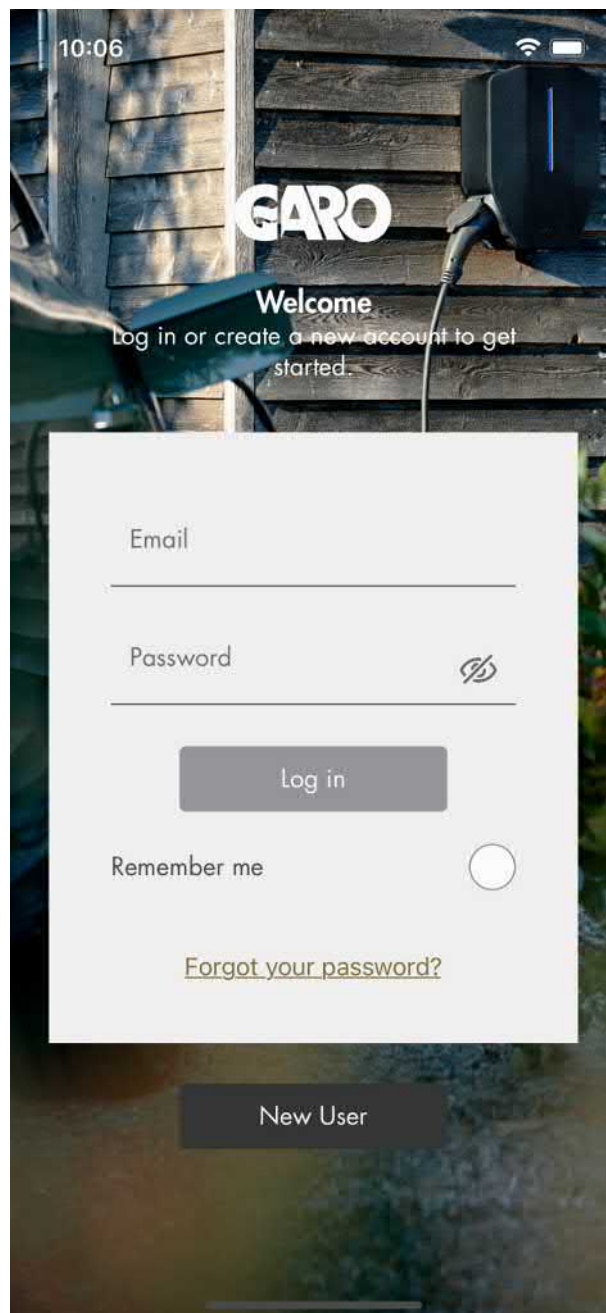 10:06
GARO
Welcome
Log in or create a new account to get
started.
Email
Password
Log in
Remember me
Forgot your password?
New User